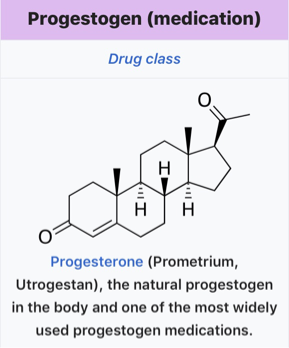 Progestogen (medication)
Drug class
O
H
H
H
O
Progesterone (Prometrium,
Utrogestan), the natural progestogen
in the body and one of the most widely
used progestogen medications.